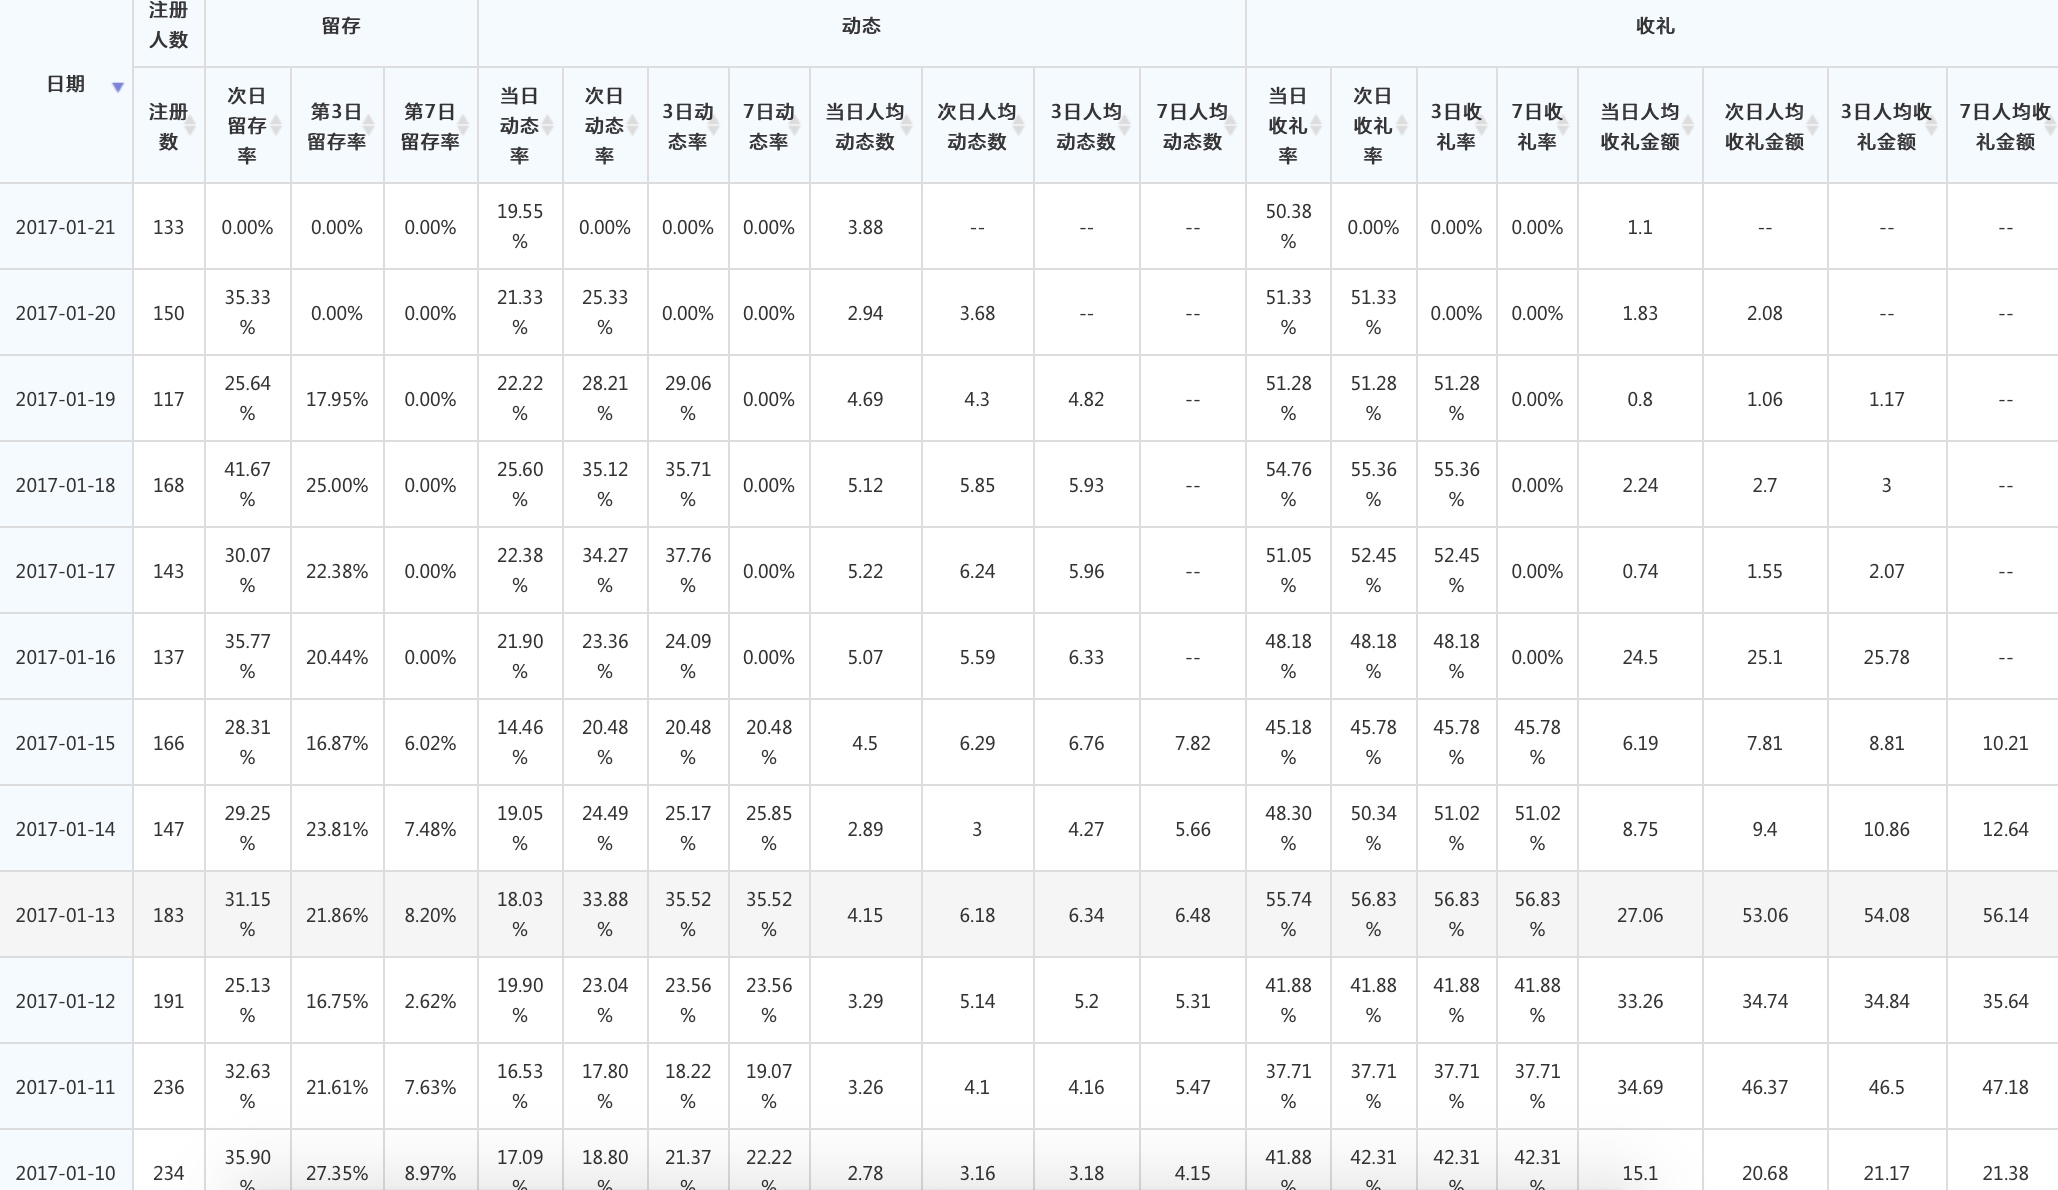 注册
人数
留存
动态
收礼
日期
注册
数
次日
留存
率
第3日
留存率
第7日
留存率
当日
动态
率
次日
动态
率
3日动
态率
7日动
态率
当日人均
动态数
次日人均
动态数
3日人均
动态数
7日人均
动态数
当日
收礼
率
次日
收礼
率
3日收
礼率
7日收
礼率
当日人均
收礼金额
次日人均
收礼金额
3日人均收
礼金额
7日人均收
礼金额
2017-01-21 133 0.00% 0.00% 0.00% 19.55% 0.00% 0.00% 0.00% 3.88 -- -- -- 50.38% 0.00% 0.00% 0.00% 1.1 -- -- --
2017-01-20 150 35.33% 0.00% 0.00% 21.33% 25.33% 0.00% 0.00% 2.94 3.68 -- -- 51.33% 51.33% 0.00% 0.00% 1.83 2.08 -- --
2017-01-19 117 25.64% 17.95% 0.00% 22.22% 28.21% 29.06% 0.00% 4.69 4.3 4.82 -- 51.28% 51.28% 51.28% 0.00% 0.8 1.06 1.17 --
2017-01-18 168 41.67% 25.00% 0.00% 25.60% 35.12% 35.71% 0.00% 5.12 5.85 5.93 -- 54.76% 55.36% 55.36% 0.00% 2.24 2.7 3 --
2017-01-17 143 30.07% 22.38% 0.00% 22.38% 34.27% 37.76% 0.00% 5.22 6.24 5.96 -- 51.05% 52.45% 52.45% 0.00% 0.74 1.55 2.07 --
2017-01-16 137 35.77% 20.44% 0.00% 21.90% 23.36% 24.09% 0.00% 5.07 5.59 6.33 -- 48.18% 48.18% 48.18% 0.00% 24.5 25.1 25.78 --
2017-01-15 166 28.31% 16.87% 6.02% 14.46% 20.48% 20.48% 20.48% 4.5 6.29 6.76 7.82 45.18% 45.78% 45.78% 45.78% 6.19 7.81 8.81 10.21
2017-01-14 147 29.25% 23.81% 7.48% 19.05% 24.49% 25.17% 25.85% 2.89 3 4.27 5.66 48.30% 50.34% 51.02% 51.02% 8.75 9.4 10.86 12.64
2017-01-13 183 31.15% 21.86% 8.20% 18.03% 33.88% 35.52% 35.52% 4.15 6.18 6.34 6.48 55.74% 56.83% 56.83% 56.83% 27.06 53.06 54.08 56.14
2017-01-12 191 25.13% 16.75% 2.62% 19.90% 23.04% 23.56% 23.56% 3.29 5.14 5.2 5.31 41.88% 41.88% 41.88% 41.88% 33.26 34.74 34.84 35.64
2017-01-11 236 32.63% 21.61% 7.63% 16.53% 17.80% 18.22% 19.07% 3.26 4.1 4.16 5.47 37.71% 37.71% 37.71% 37.71% 34.69 46.37 46.5 47.18
2017-01-10 234 35.90% 27.35% 8.97% 17.09% 18.80% 21.37% 22.22% 2.78 3.16 3.18 4.15 41.88% 42.31% 42.31% 42.31% 15.1 20.68 21.17 21.38